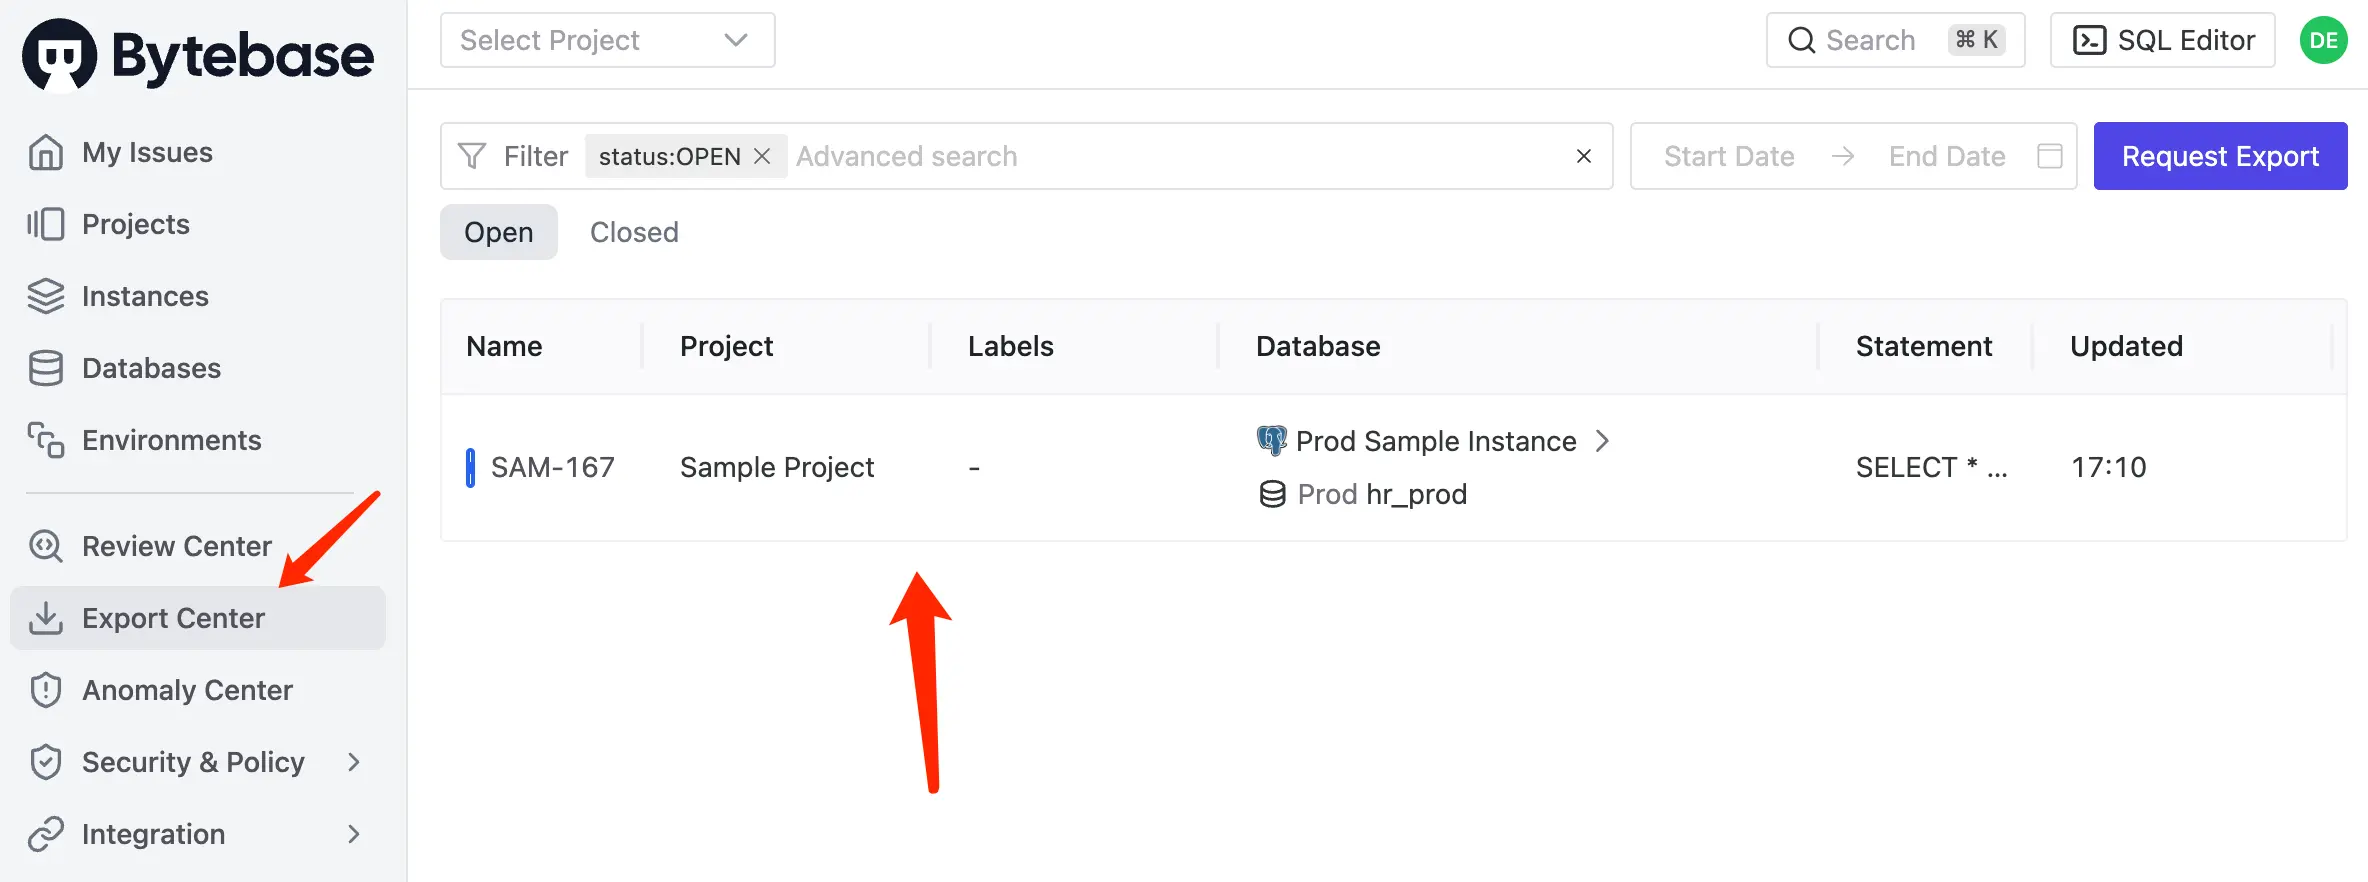 Bytebase
Select Project
Search ⌘ K
SQL Editor
DE
My Issues
Projects
Instances
Databases
Environments
Review Center
Export Center
Anomaly Center
Security & Policy
Integration
Filter status:OPEN Advanced search
Start Date → End Date
Request Export
Open Closed
Name Project Labels Database Statement Updated
SAM-167 Sample Project - Prod Sample Instance SELECT * ... 17:10
Prod hr_prod